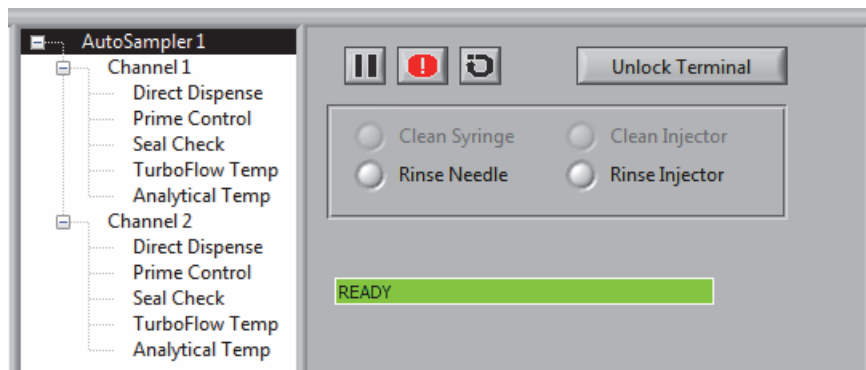 AutoSampler 1
Channel 1
Direct Dispense
Prime Control
Seal Check
TurboFlow Temp
Analytical Temp
Channel 2
Direct Dispense
Prime Control
Seal Check
TurboFlow Temp
Analytical Temp
Unlock Terminal
Clean Syringe Clean Injector
Rinse Needle Rinse Injector
READY